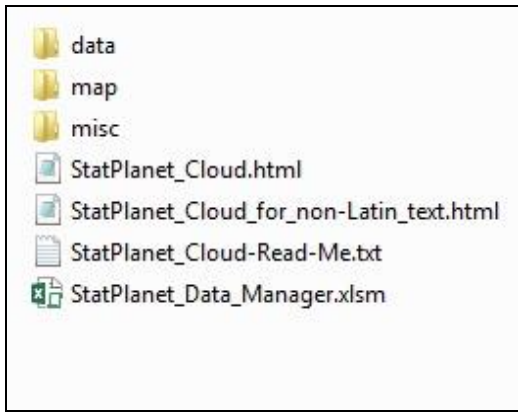 data
map
misc
StatPlanet_Cloud.html
StatPlanet_Cloud_for_non-Latin_text.html
StatPlanet_Cloud-Read-Me.txt
StatPlanet_Data_Manager.xlsm